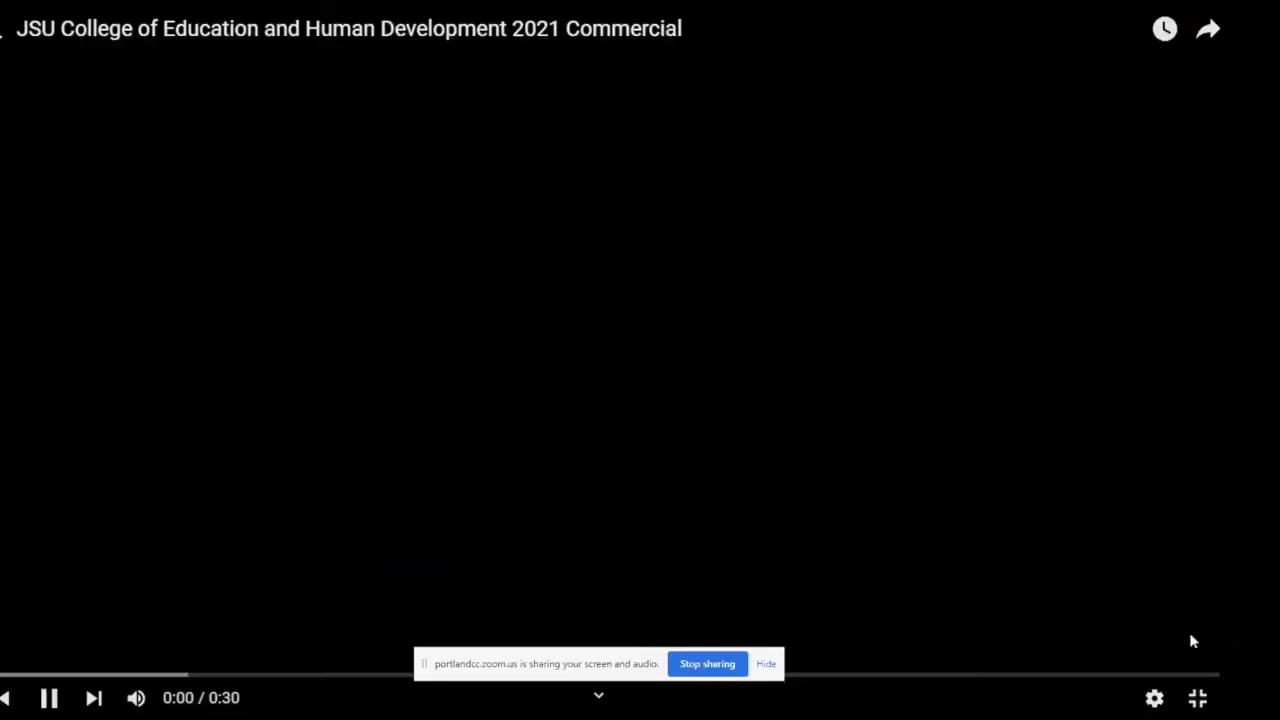 JSU College of Education and Human Development 2021 Commercial
portlandcc.zoom.us is sharing your screen and audio. Stop sharing Hide
0:00 / 0:30